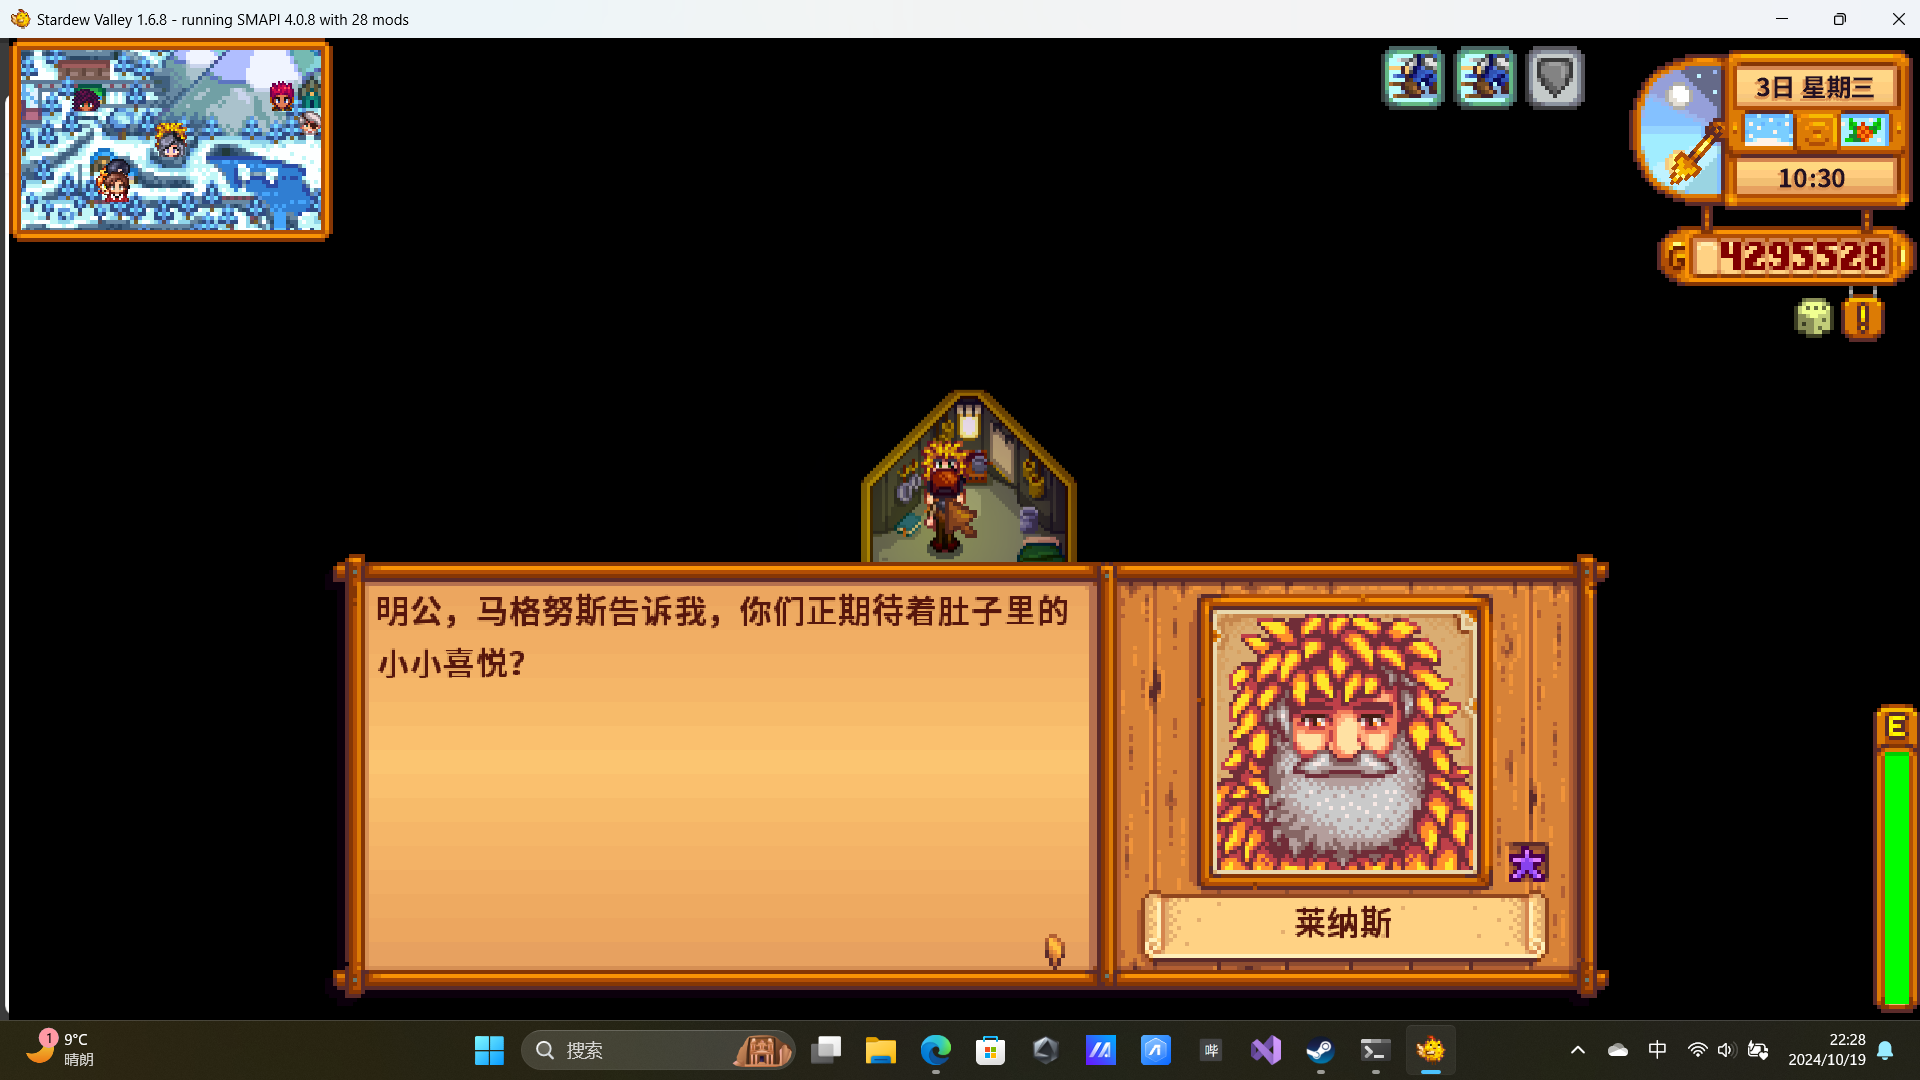 Stardew Valley 1.6.8 - running SMAPI 4.0.8 with 28 mods
3日 星期三
10:30
G 4295528
!
明公，马格努斯告诉我，你们正期待着肚子里的
小小喜悦？
莱纳斯
E
1
9°C
晴朗
搜索
哔
中
22:28
2024/10/19